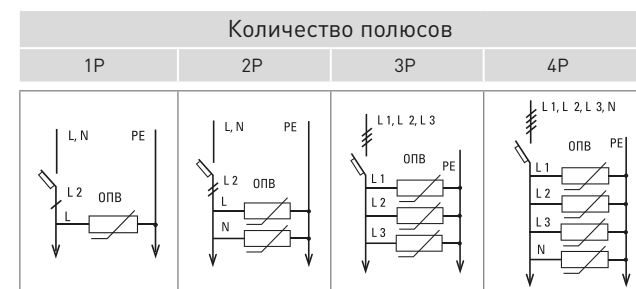 Количество полюсов
1P 2P 3P 4P
L, N PE
L 2 ОПВ
L
L, N PE
L 2 ОПВ
L
N
L 1, L 2, L 3
ОПВ PE
L 1
L 2
L 3
L 1, L 2, L 3, N
ОПВ PE
L 1
L 2
L 3
N